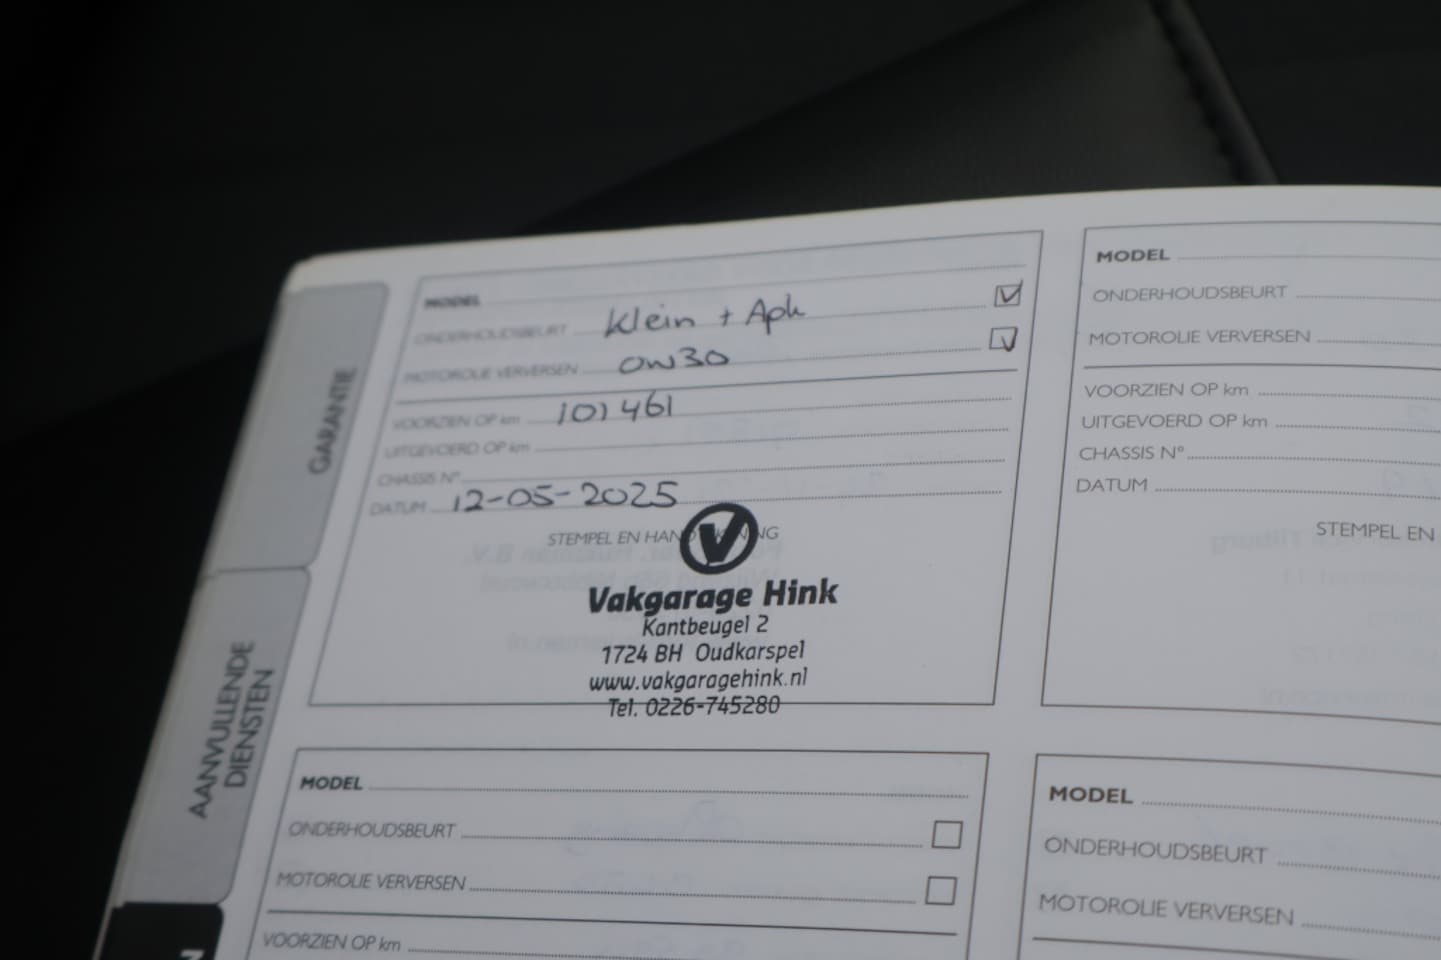 GARANTIE
AANVULLENDE
DIENSTEN
MODEL
ONDERHOUDSBEURT Klein + Apk
MOTOROLIE VERVERSEN 0W30
VOORZIEN OP km 101461
UITGEVOERD OP km
CHASSIS N°
DATUM 12-05-2025
STEMPEL EN HANDTEKENING
Vakgarage Hink
Kantbeugel 2
1724 BH Oudkarspel
www.vakgaragehink.nl
Tel. 0226-745280
MODEL
ONDERHOUDSBEURT
MOTOROLIE VERVERSEN
VOORZIEN OP km
UITGEVOERD OP km
CHASSIS N°
DATUM
STEMPEL EN
MODEL
ONDERHOUDSBEURT
MOTOROLIE VERVERSEN
VOORZIEN OP km
MODEL
ONDERHOUDSBEURT
MOTOROLIE VERVERSEN